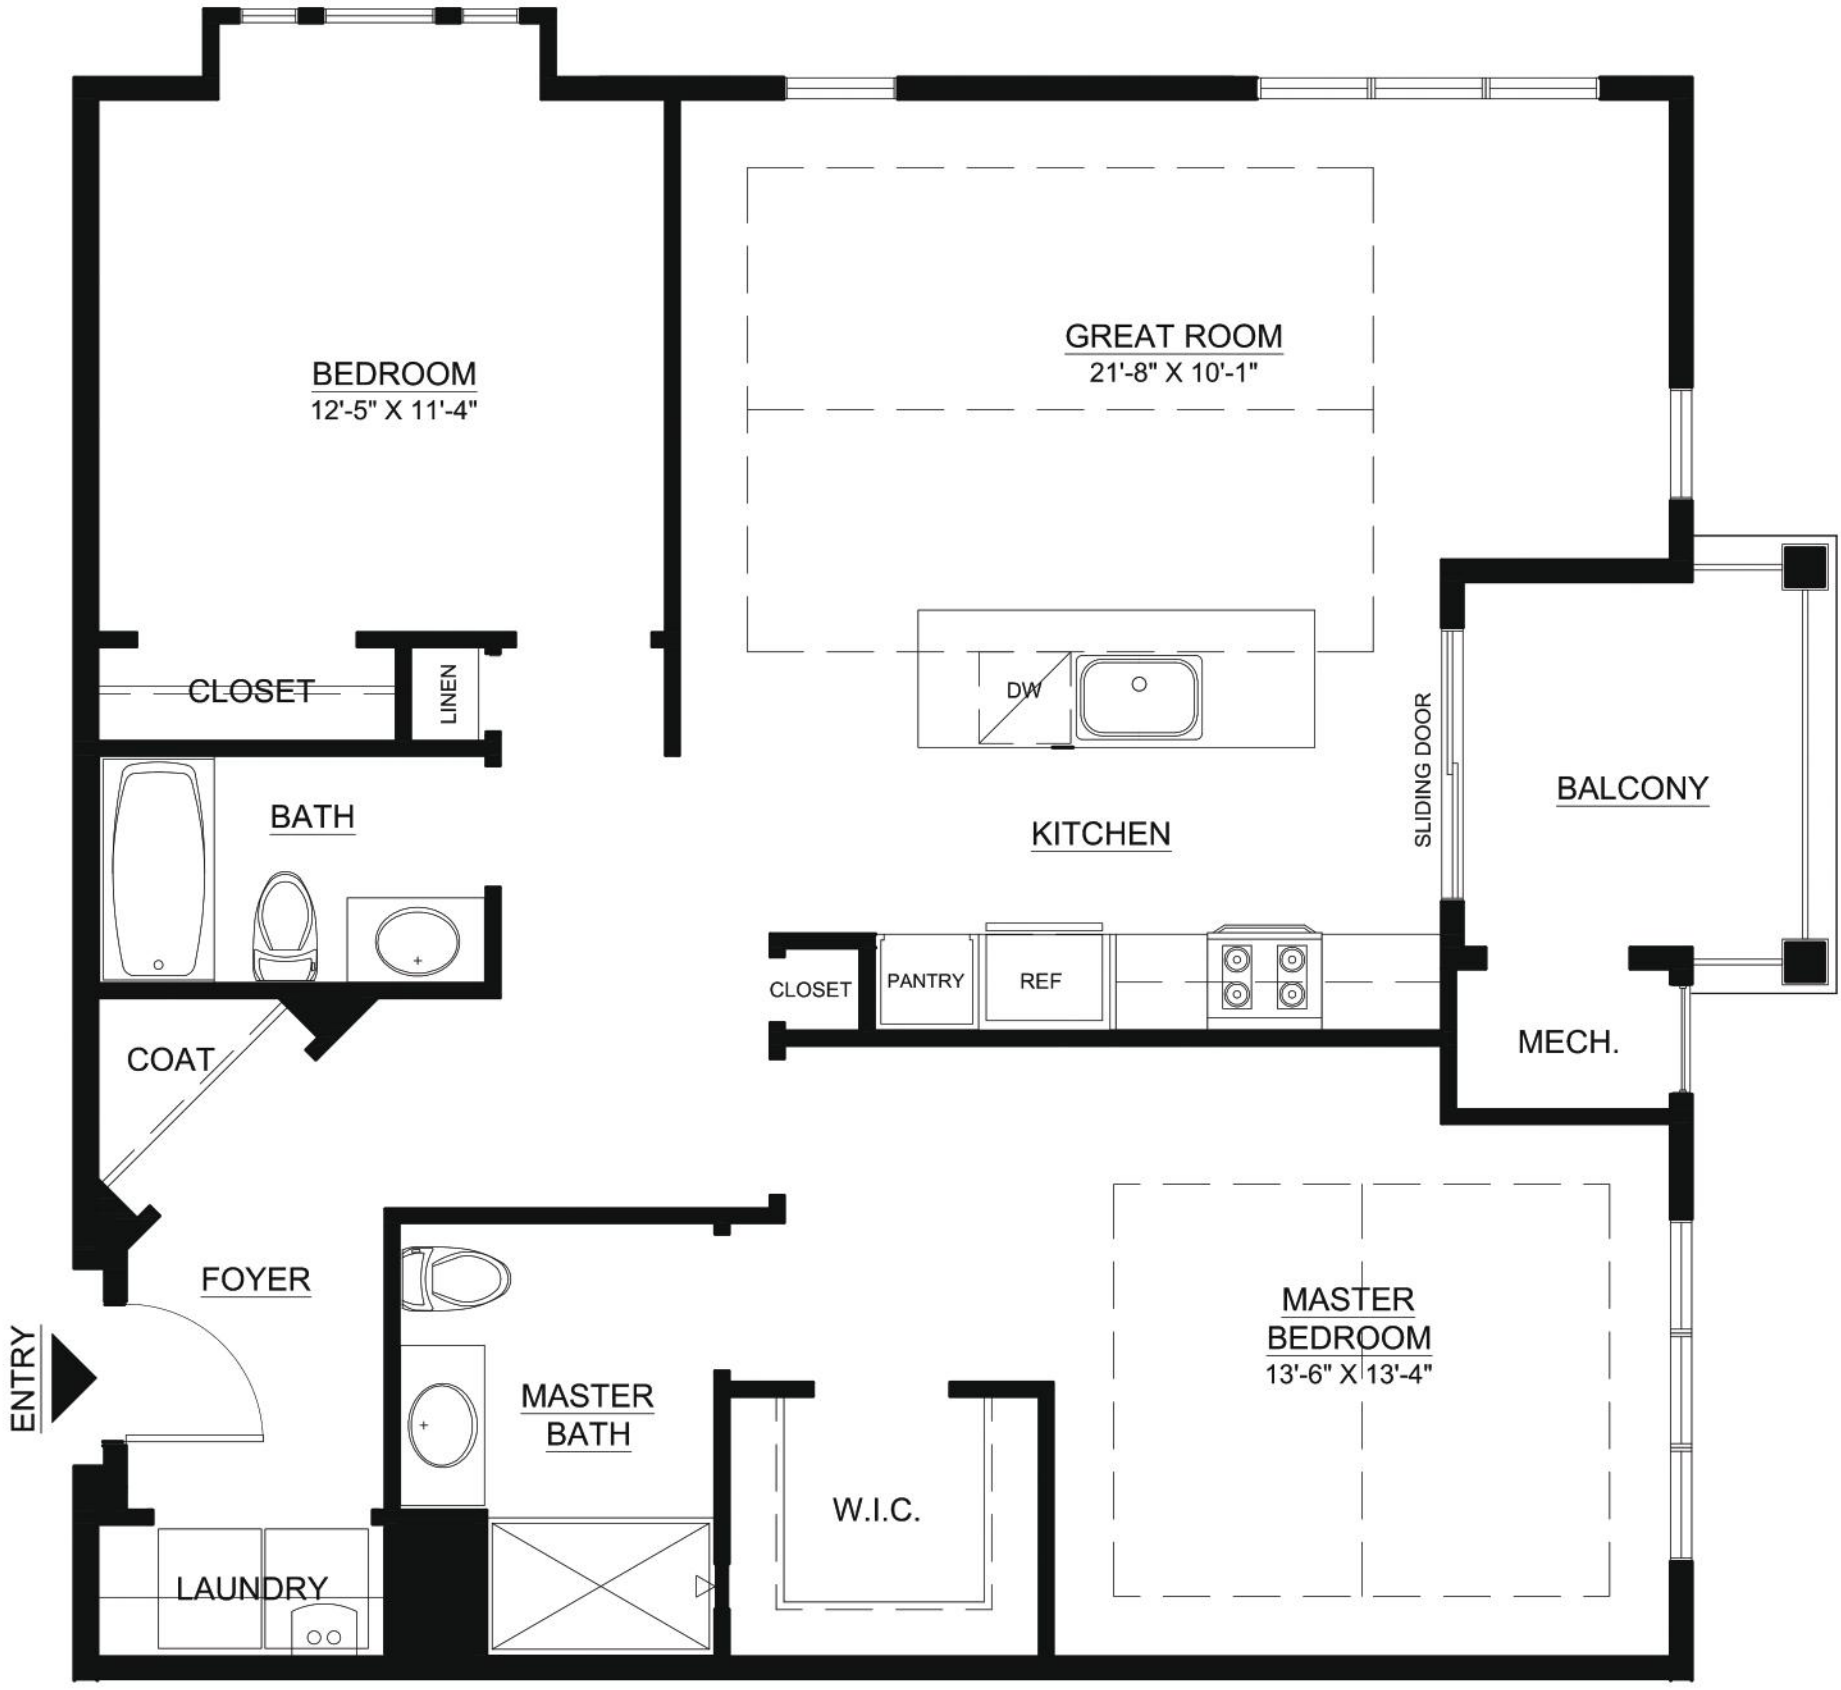 BEDROOM
12'-5" X 11'-4"
GREAT ROOM
21'-8" X 10'-1"
CLOSET
LINEN
DW
SLIDING DOOR
BALCONY
BATH
KITCHEN
CLOSET
PANTRY
REF
MECH.
COAT
FOYER
ENTRY
MASTER
BATH
MASTER
BEDROOM
13'-6" X 13'-4"
W.I.C.
LAUNDRY